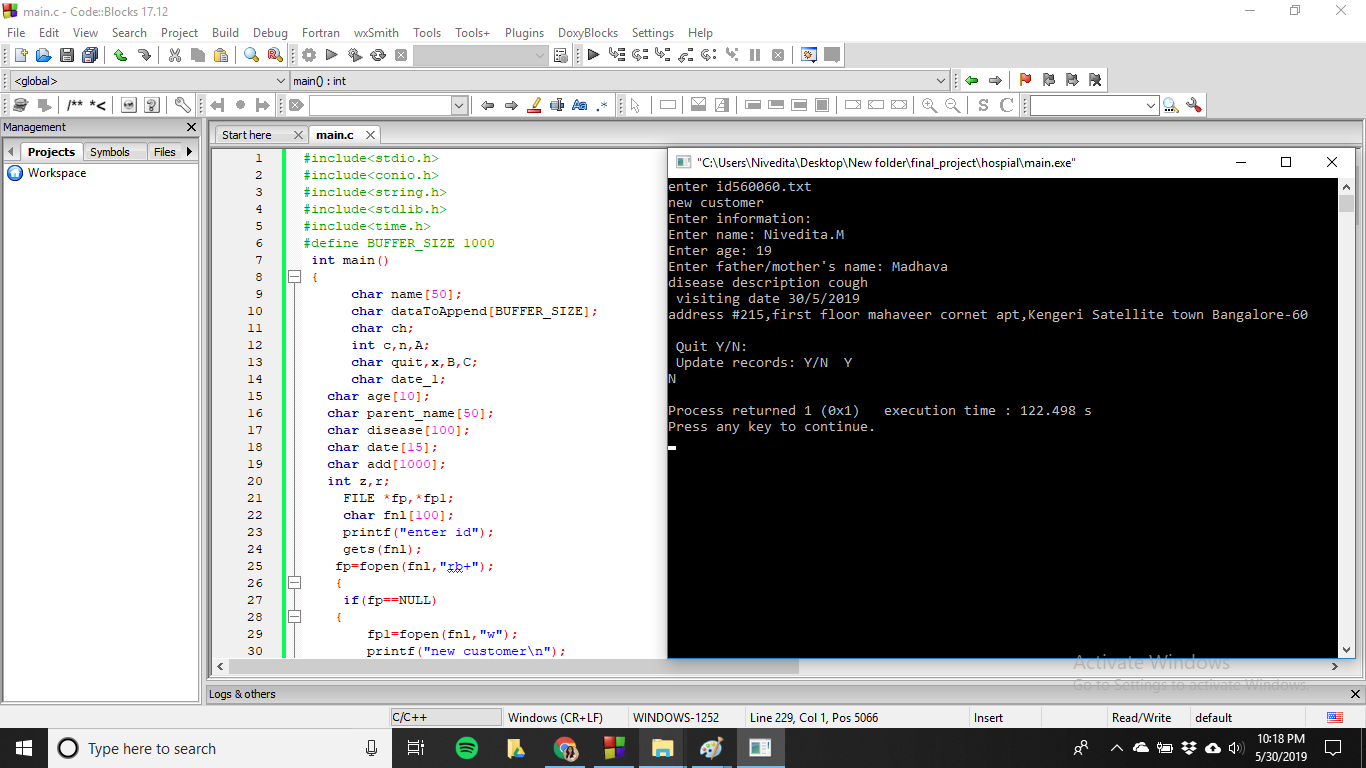 main.c - Code::Blocks 17.12
File Edit View Search Project Build Debug Fortran wxSmith Tools Tools+ Plugins DoxyBlocks Settings Help
<global> main() : int
/** *< Aa .* S C
Management
Projects Symbols Files
Workspace
Start here main.c
1 #include<stdio.h>
2 #include<conio.h>
3 #include<string.h>
4 #include<stdlib.h>
5 #include<time.h>
6 #define BUFFER_SIZE 1000
7 int main()
8 {
9 char name[50];
10 char dataToAppend[BUFFER_SIZE];
11 char ch;
12 int c,n,A;
13 char quit,x,B,C;
14 char date_1;
15 char age[10];
16 char parent_name[50];
17 char disease[100];
18 char date[15];
19 char add[1000];
20 int z,r;
21 FILE *fp,*fp1;
22 char fnl[100];
23 printf("enter id");
24 gets(fnl);
25 fp=fopen(fnl,"rb+");
26 {
27 if(fp==NULL)
28 {
29 fp1=fopen(fnl,"w");
30 printf("new customer\n");
"C:\Users\Nivedita\Desktop\New folder\final_project\hospial\main.exe"
enter id560060.txt
new customer
Enter information:
Enter name: Nivedita.M
Enter age: 19
Enter father/mother's name: Madhava
disease description cough
visiting date 30/5/2019
address #215,first floor mahaveer cornet apt,Kengeri Satellite town Bangalore-60
Quit Y/N:
Update records: Y/N Y
N
Process returned 1 (0x1) execution time : 122.498 s
Press any key to continue.
Activate Windows
Go to Settings to activate Windows.
Logs & others
C/C++ Windows (CR+LF) WINDOWS-1252 Line 229, Col 1, Pos 5066 Insert Read/Write default
Type here to search
10:18 PM
5/30/2019